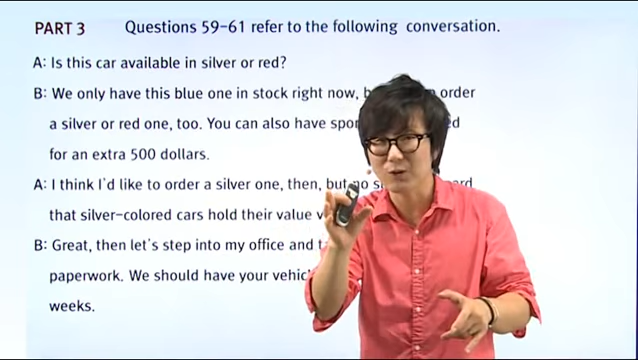 PART 3 Questions 59-61 refer to the following conversation.
A: Is this car available in silver or red?
B: We only have this blue one in stock right now, order
a silver or red one, too. You can also have
for an extra 500 dollars.
A: I think I'd like to order a silver one, then, but no
that silver-colored cars hold their value
B: Great, then let's step into my office and
paperwork. We should have your
weeks.